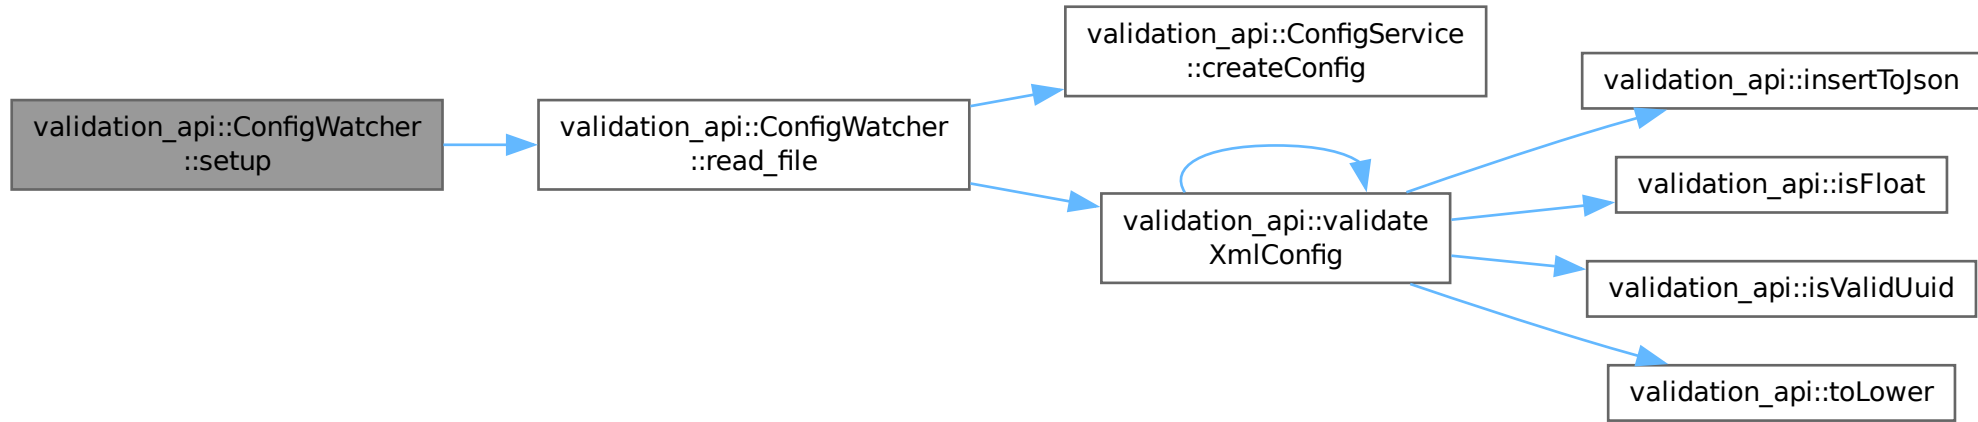 validation_api::ConfigWatcher
::setup
validation_api::ConfigWatcher
::read_file
validation_api::ConfigService
::createConfig
validation_api::validate
XmlConfig
validation_api::insertToJson
validation_api::isFloat
validation_api::isValidUuid
validation_api::toLower